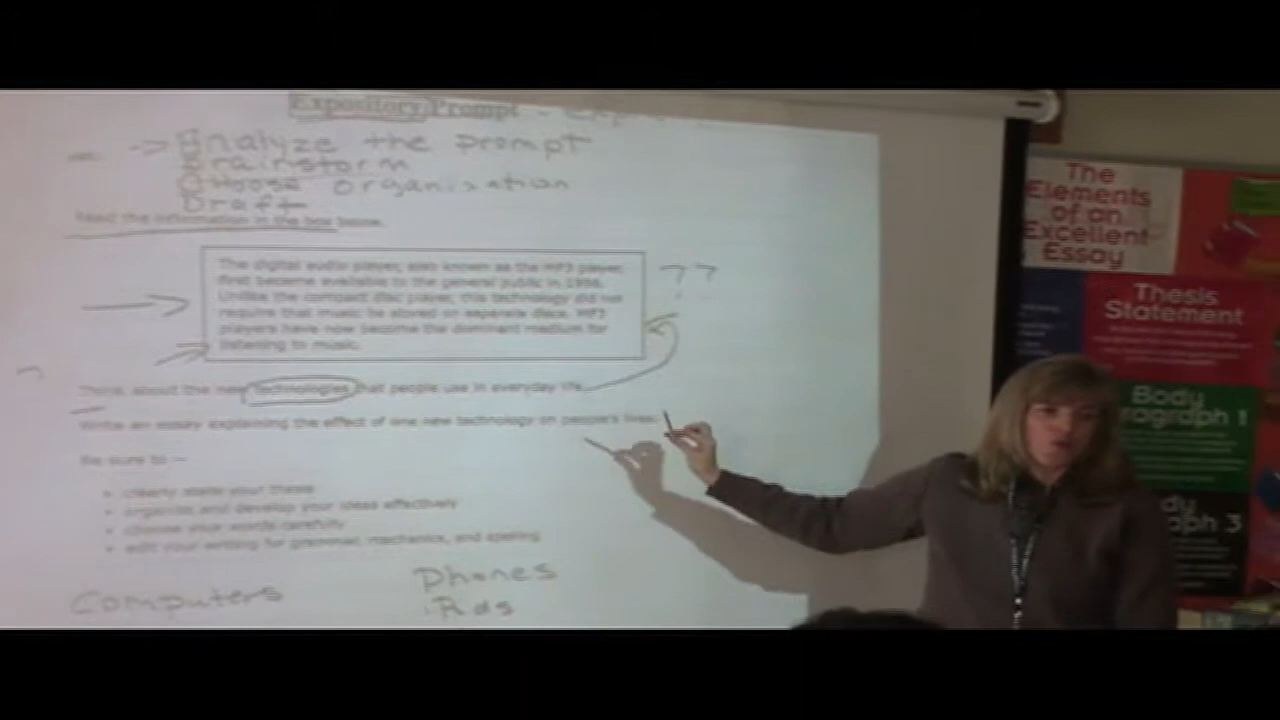 Expository Prompt -
Analyze the prompt
Brainstorm
Choose organization
Draft
Read the information in the box below.
The digital audio player, also known as the MP3 player,
first became available to the general public in 1996.
Unlike the compact disc player, this technology did not
require that music be stored on separate discs. MP3
players have now become the dominant medium for
listening to music.
??
Think about the new technologies that people use in everyday life.
Write an essay explaining the effect of one new technology on people's lives.
Be sure to —
• clearly state your thesis
• organize and develop your ideas effectively
• choose your words carefully
• edit your writing for grammar, mechanics, and spelling
Computers
Phones
The
Elements
of an
Excellent
Essay
Thesis
Statement
Body
aragraph 1
dy
aph 3